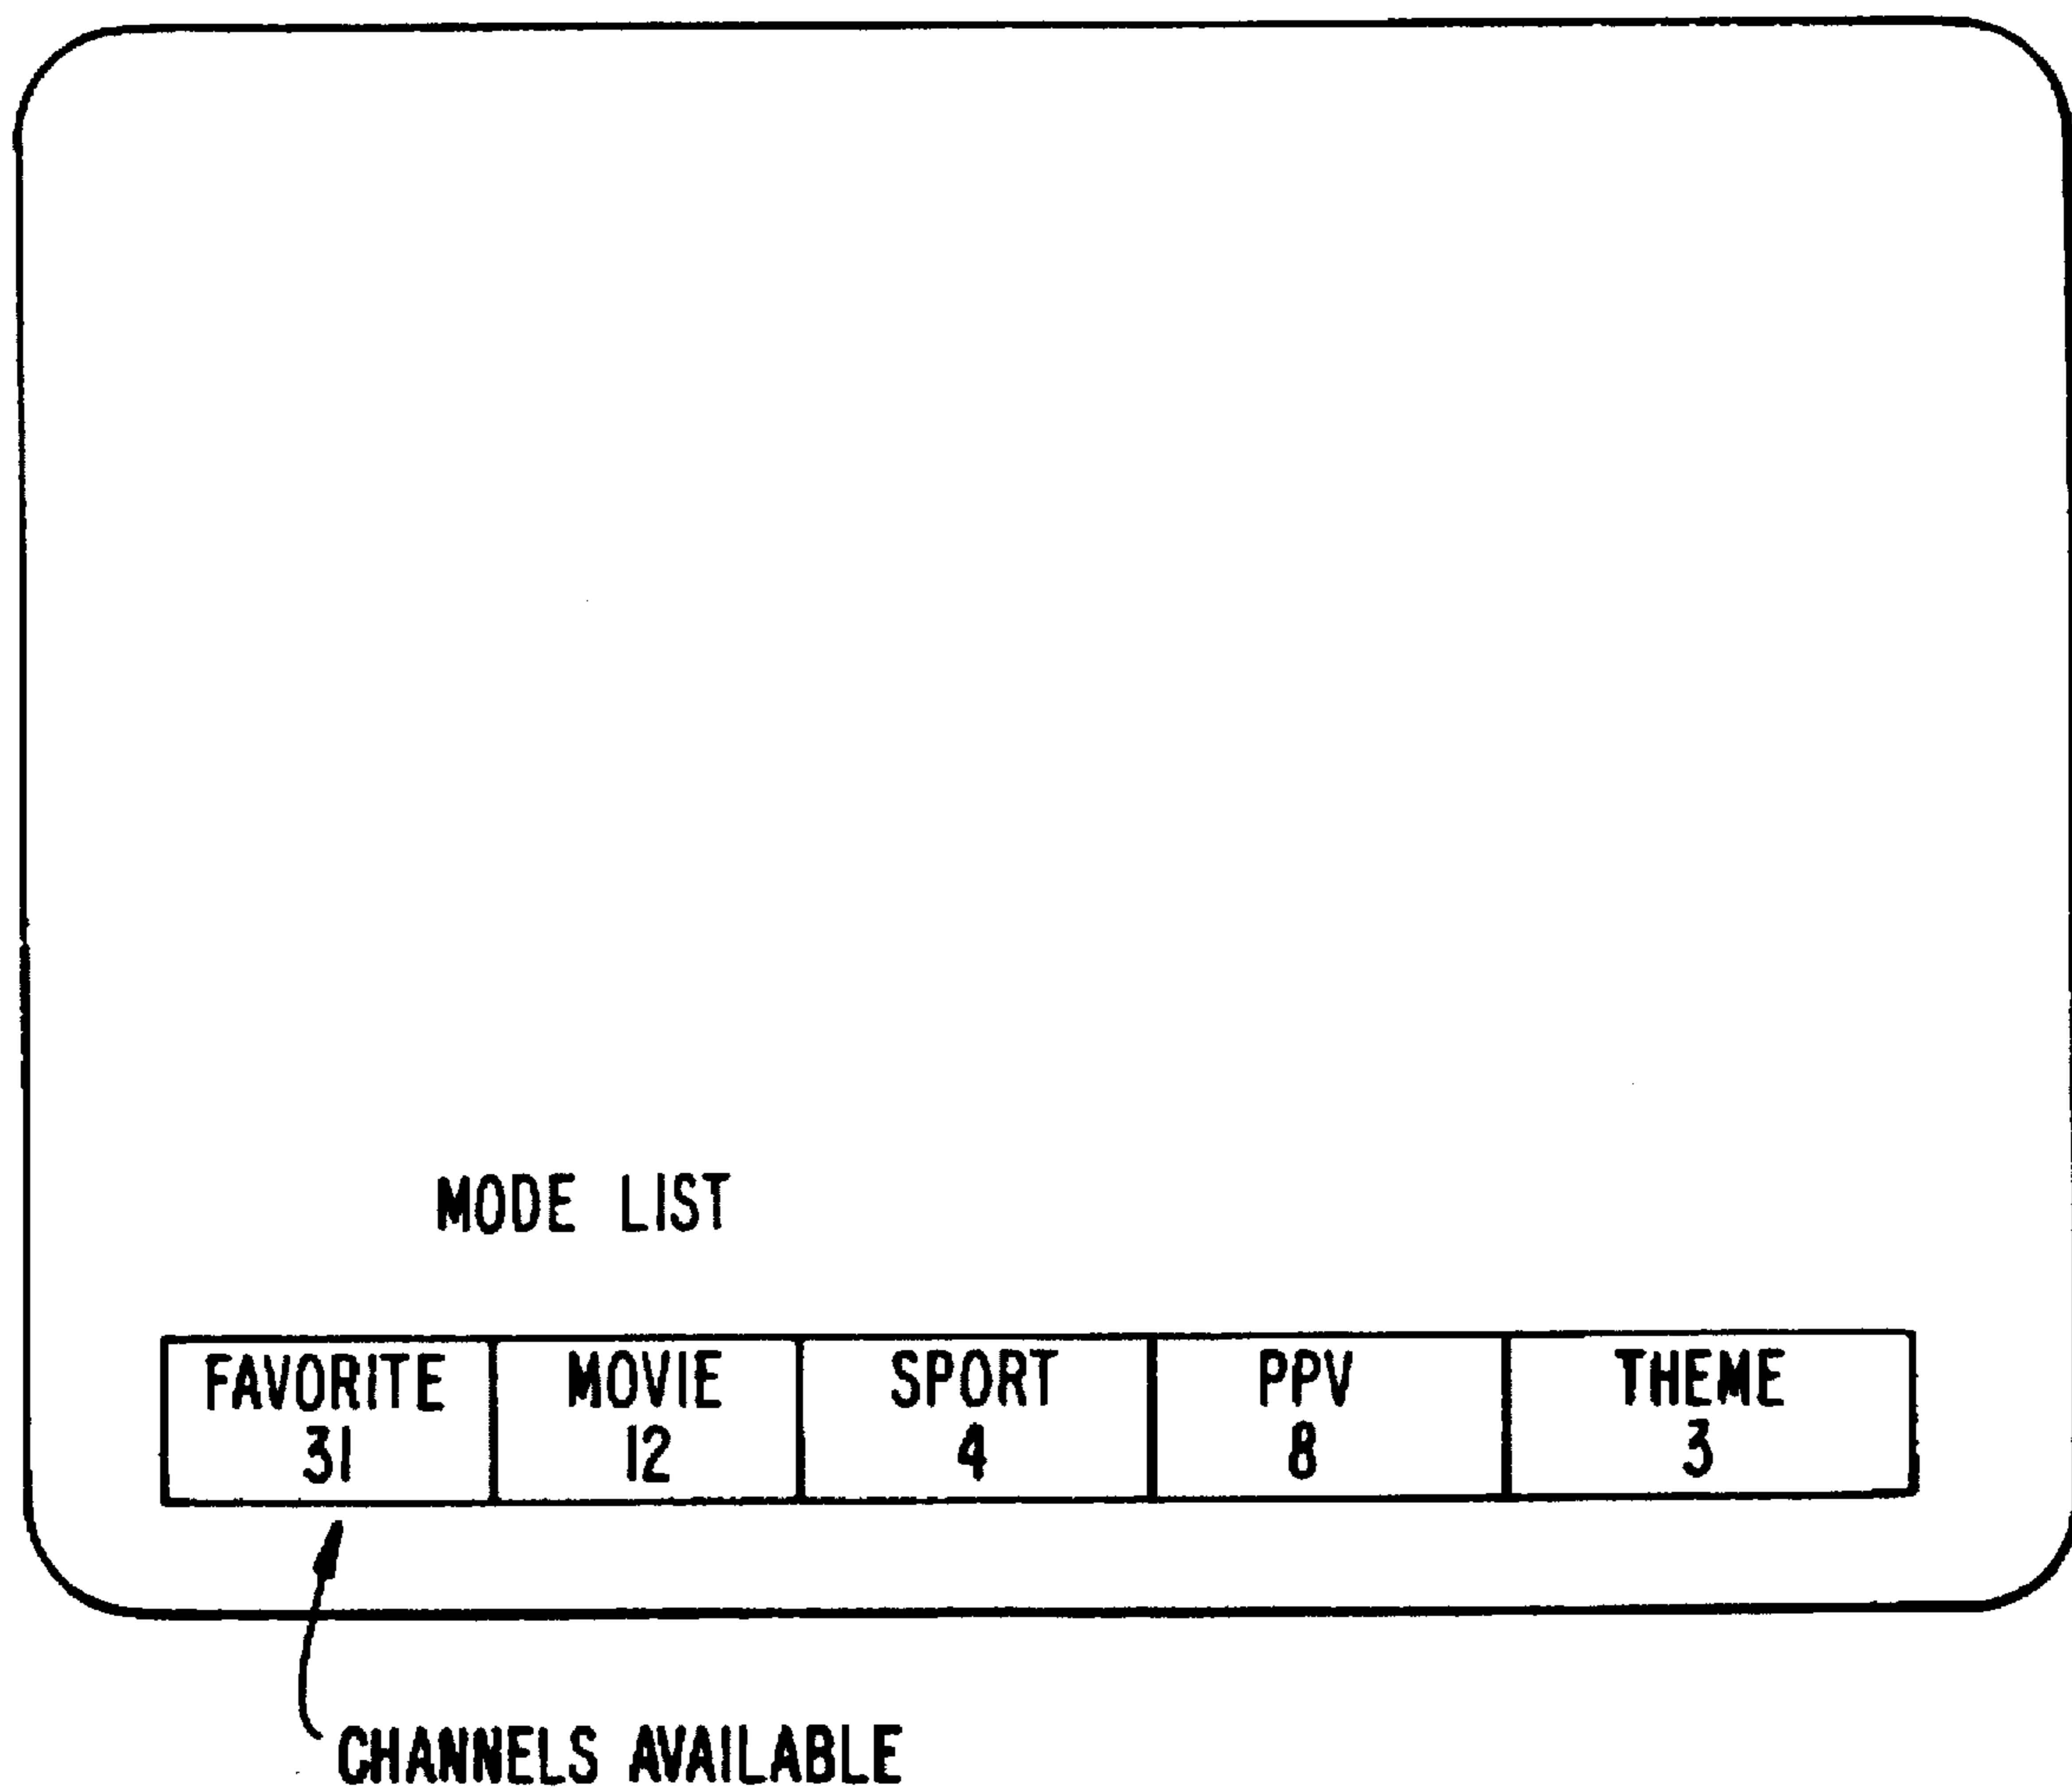 MODE LIST
FAVORITE MOVIE SPORT PPV THEME
31 12 4 8 3
CHANNELS AVAILABLE